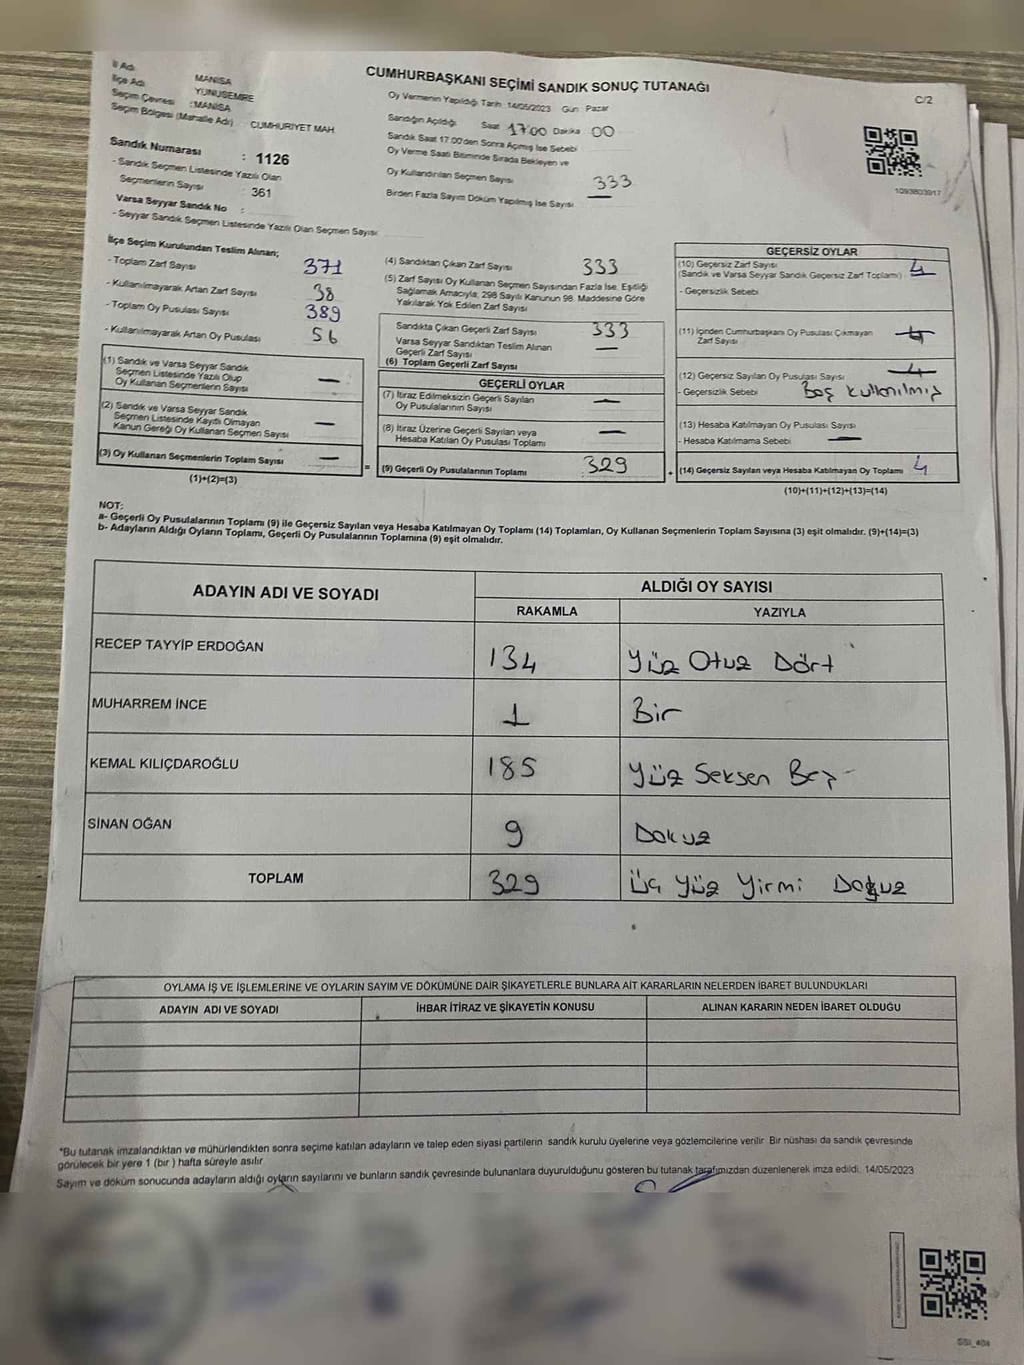 İl Adı MANİSA
İlçe Adı YUNUSEMRE
Seçim Çevresi :MANİSA
Seçim Bölgesi (Mahalle Adı) CUMHURİYET MAH.
Sandık Numarası : 1126
- Sandık Seçmen Listesinde Yazılı Olan
Seçmenlerin Sayısı : 361
Varsa Seyyar Sandık No :
- Seyyar Sandık Seçmen Listesinde Yazılı Olan Seçmen Sayısı:
CUMHURBAŞKANI SEÇİMİ SANDIK SONUÇ TUTANAĞI
C/2
Oy Vermenin Yapıldığı Tarih 14/05/2023 Gün Pazar
Sandığın Açıldığı Saat 17:00 Dakika 00
Sandık Saat 17.00'den Sonra Açılmış İse Sebebi
Oy Verme Saati Bitiminde Sırada Bekleyen ve
Oy Kullandırılan Seçmen Sayısı 333
Birden Fazla Sayım Döküm Yapılmış İse Sayısı —
1093803917
İlçe Seçim Kurulundan Teslim Alınan;
- Toplam Zarf Sayısı 371
- Kullanılmayarak Artan Zarf Sayısı 38
- Toplam Oy Pusulası Sayısı 389
- Kullanılmayarak Artan Oy Pusulası 56
(1) Sandık ve Varsa Seyyar Sandık
Seçmen Listesinde Yazılı Olup
Oy Kullanan Seçmenlerin Sayısı —
(2) Sandık ve Varsa Seyyar Sandık
Seçmen Listesinde Kayıtlı Olmayan
Kanun Gereği Oy Kullanan Seçmen Sayısı —
(3) Oy Kullanan Seçmenlerin Toplam Sayısı —
(1)+(2)=(3)
(4) Sandıktan Çıkan Zarf Sayısı 333
(5) Zarf Sayısı Oy Kullanan Seçmen Sayısından Fazla İse, Eşitliği
Sağlamak Amacıyla, 298 Sayılı Kanunun 98. Maddesine Göre
Yakılarak Yok Edilen Zarf Sayısı
Sandıkta Çıkan Geçerli Zarf Sayısı 333
Varsa Seyyar Sandıktan Teslim Alınan
Geçerli Zarf Sayısı —
(6) Toplam Geçerli Zarf Sayısı
GEÇERLİ OYLAR
(7) İtiraz Edilmeksizin Geçerli Sayılan
Oy Pusulalarının Sayısı —
(8) İtiraz Üzerine Geçerli Sayılan veya
Hesaba Katılan Oy Pusulası Toplamı —
= (9) Geçerli Oy Pusulalarının Toplamı 329 +
GEÇERSİZ OYLAR
(10) Geçersiz Zarf Sayısı
(Sandık ve Varsa Seyyar Sandık Geçersiz Zarf Toplamı) 4
- Geçersizlik Sebebi
(11) İçinden Cumhurbaşkanı Oy Pusulası Çıkmayan
Zarf Sayısı 4
(12) Geçersiz Sayılan Oy Pusulası Sayısı 4
- Geçersizlik Sebebi Boş Kullanılmış
(13) Hesaba Katılmayan Oy Pusulası Sayısı
- Hesaba Katılmama Sebebi —
(14) Geçersiz Sayılan veya Hesaba Katılmayan Oy Toplamı 4
(10)+(11)+(12)+(13)=(14)
NOT:
a- Geçerli Oy Pusulalarının Toplamı (9) ile Geçersiz Sayılan veya Hesaba Katılmayan Oy Toplamı (14) Toplamları, Oy Kullanan Seçmenlerin Toplam Sayısına (3) eşit olmalıdır. (9)+(14)=(3)
b- Adayların Aldığı Oyların Toplamı, Geçerli Oy Pusulalarının Toplamına (9) eşit olmalıdır.
ADAYIN ADI VE SOYADI ALDIĞI OY SAYISI
RAKAMLA YAZIYLA
RECEP TAYYİP ERDOĞAN 134 Yüz Otuz Dört
MUHARREM İNCE 1 Bir
KEMAL KILIÇDAROĞLU 185 Yüz Seksen Beş
SİNAN OĞAN 9 Dokuz
TOPLAM 329 Üç Yüz Yirmi Dokuz
OYLAMA İŞ VE İŞLEMLERİNE VE OYLARIN SAYIM VE DÖKÜMÜNE DAİR ŞİKAYETLERLE BUNLARA AİT KARARLARIN NELERDEN İBARET BULUNDUKLARI
ADAYIN ADI VE SOYADI İHBAR İTİRAZ VE ŞİKAYETİN KONUSU ALINAN KARARIN NEDEN İBARET OLDUĞU
*Bu tutanak imzalandıktan ve mühürlendikten sonra seçime katılan adayların ve talep eden siyasi partilerin sandık kurulu üyelerine veya gözlemcilerine verilir. Bir nüshası da sandık çevresinde
görülecek bir yere 1 (bir) hafta süreyle asılır.
Sayım ve döküm sonucunda adayların aldığı oyların sayılarını ve bunların sandık çevresinde bulunanlara duyurulduğunu gösteren bu tutanak tarafımızdan düzenlenerek imza edildi. 14/05/2023